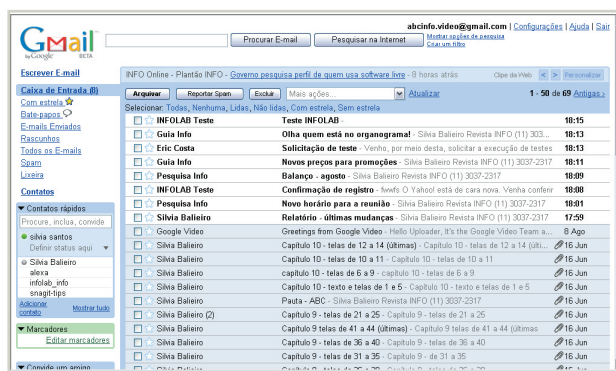 abcinfo.video@gmail.com | Configurações | Ajuda | Sair
Gmail
by Google BETA
Procurar E-mail
Pesquisar na Internet
Mostrar opções de pesquisa
Criar um filtro
Escrever E-mail
INFO Online - Plantão INFO - Governo pesquisa perfil de quem usa software livre - 8 horas atrás
Clipe da Web < > Personalizar
Caixa de Entrada (8)
Com estrela
Bate-papos
E-mails Enviados
Rascunhos
Todos os E-mails
Spam
Lixeira
Contatos
Contatos rápidos
Procure, inclua, convide
silvia santos
Definir status aqui
Silvia Balieiro
alexa
infolab_info
snagit-tips
Adicionar contato
Mostrar tudo
Marcadores
Editar marcadores
Convide um amigo
Arquivar Reportar Spam Excluir Mais ações... Atualizar 1 - 50 de 69 Antigas ›
Selecionar: Todas, Nenhuma, Lidas, Não lidas, Com estrela, Sem estrela
INFOLAB Teste Teste INFOLAB - 18:15
Guia Info Olha quem está no organograma! - Silvia Balieiro Revista INFO (11) 303... 18:13
Eric Costa Solicitação de teste - Venho, por meio desta, solicitar a execução de testes 18:13
Guia Info Novos preços para promoções - Silvia Balieiro Revista INFO (11) 3037-2317 18:11
Pesquisa Info Balanço - agosto - Silvia Balieiro Revista INFO (11) 3037-2317 18:09
INFOLAB Teste Confirmação de registro - fwwfs O Yahoo! está de cara nova. Venha conferir 18:08
Pesquisa Info Novo horário para a reunião - Silvia Balieiro Revista INFO (11) 3037-2317 18:01
Silvia Balieiro Relatório - últimas mudanças - Silvia Balieiro Revista INFO (11) 3037-2317 17:59
Google Video Greetings from Google Video - Hello Uploader, It's the Google Video Team a... 8 Ago
Silvia Balieiro Capítulo 10 - telas de 12 a 14 (últimas) - Capítulo 10 - telas de 12 a 14 (últi... 16 Jun
Silvia Balieiro Capítulo 10 - telas de 10 a 11 - Capítulo 10 - telas de 10 a 11 16 Jun
Silvia Balieiro capítulo 10 - telas de 6 a 9 - capítulo 10 - telas de 6 a 9 16 Jun
Silvia Balieiro Capítulo 10 - texto e telas de 1 e 5 - Capítulo 10 - texto e telas de 1 e 5 16 Jun
Silvia Balieiro Pauta - ABC - Silvia Balieiro Revista INFO (11) 3037-2317 16 Jun
Silvia Balieiro (2) Capítulo 9 - telas de 21 a 25 - Capítulo 9 - telas de 21 a 25 16 Jun
Silvia Balieiro Capítulo 9 telas de 41 a 44 (últimas) - Capítulo 9 telas de 41 a 44 (últimas 16 Jun
Silvia Balieiro Capítulo 9 - telas de 36 a 40 - Capítulo 9 - telas de 36 a 40 16 Jun
Silvia Balieiro Capítulo 9 - telas de 31 a 35 - Capítulo 9 - de 31 a 35 16 Jun